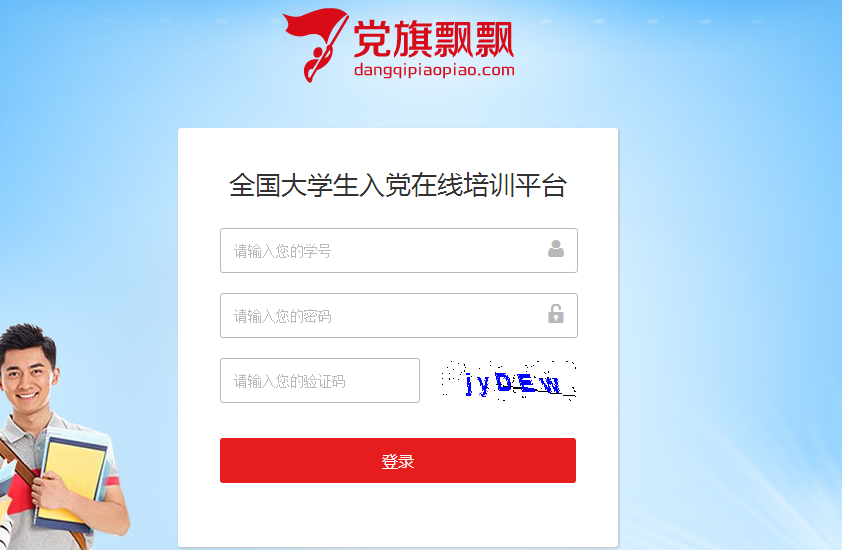 党旗飘飘
dangqipiaopiao.com
全国大学生入党在线培训平台
请输入您的学号
请输入您的密码
请输入您的验证码
jyDEW
登录